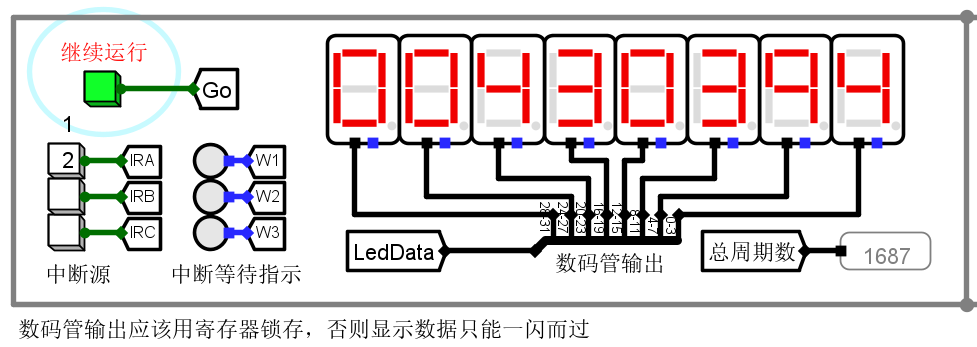 继续运行
Go
00430394
1
2
IRA
IRB
IRC
W1
W2
W3
中断源
中断等待指示
28-31
24-27
20-23
16-19
12-15
8-11
4-7
0-3
LedData
数码管输出
总周期数
1687
数码管输出应该用寄存器锁存，否则显示数据只能一闪而过